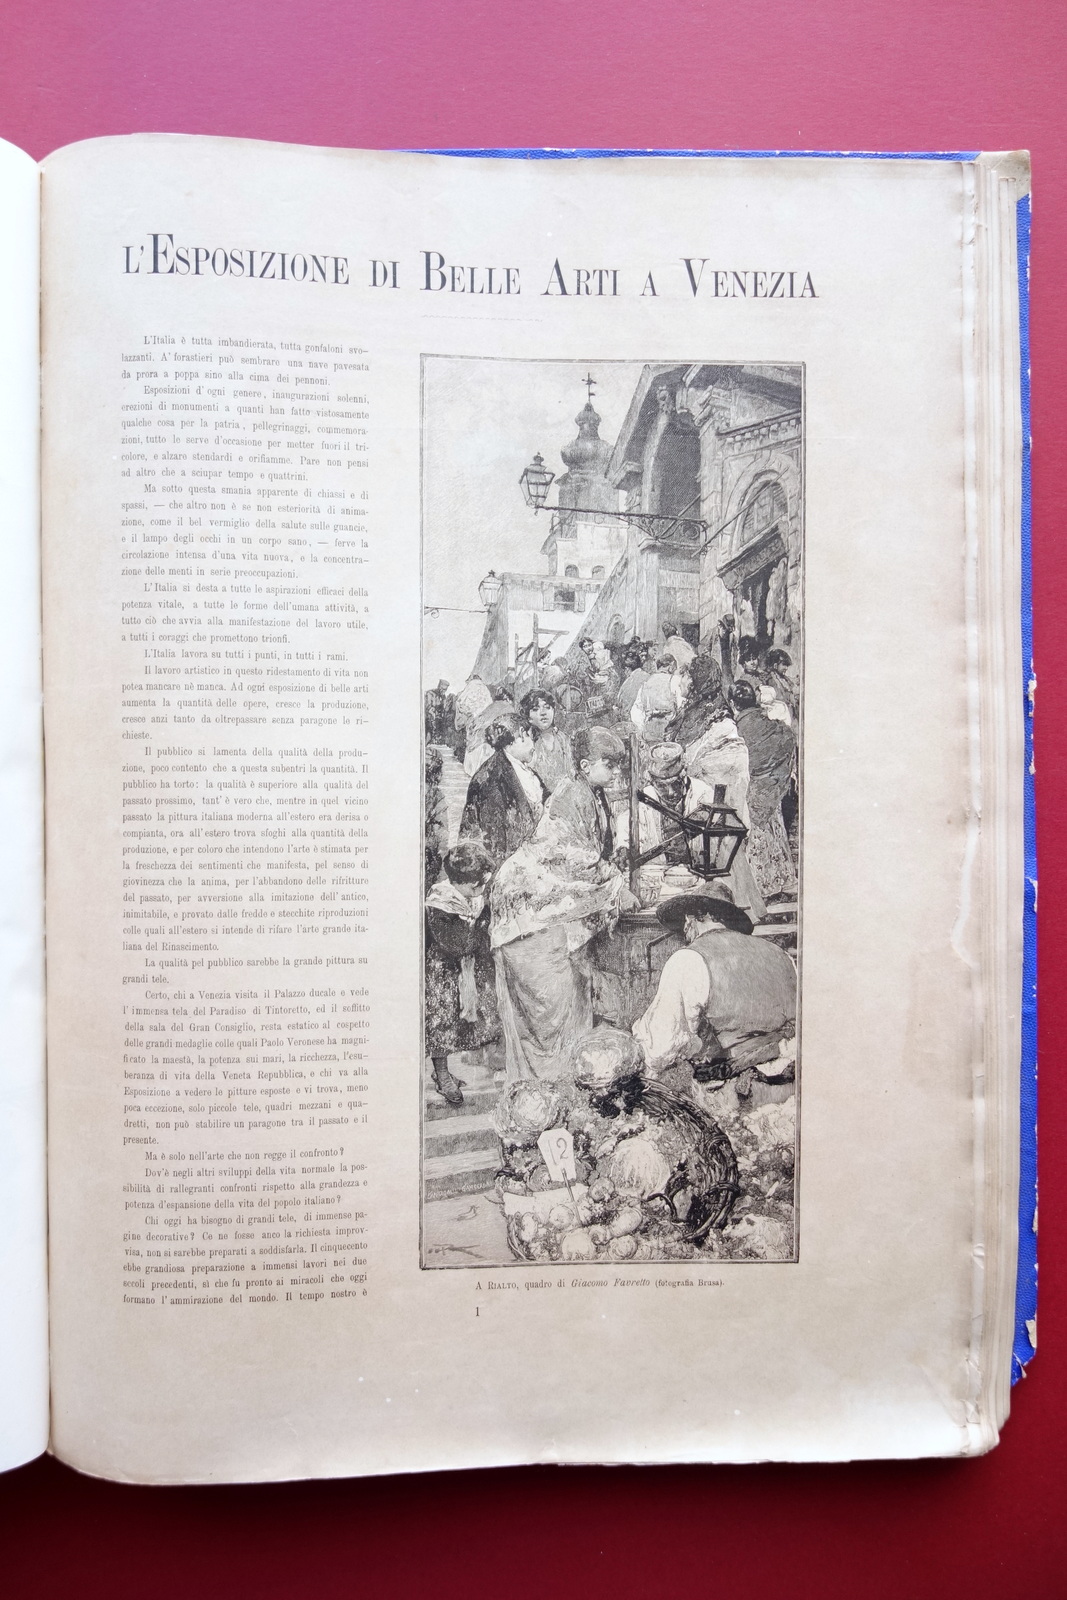 L'ESPOSIZIONE DI BELLE ARTI A VENEZIA
L'Italia è tutta imbandierata, tutta gonfaloni svo-
lazzanti. A' forastieri può sembrare una nave pavesata
da prora a poppa sino alla cima dei pennoni.
Esposizioni d'ogni genere, inaugurazioni solenni,
erezioni di monumenti a quanti han fatto vistosamente
qualche cosa per la patria, pellegrinaggi, commemora-
zioni, tutto le serve d'occasione per metter fuori il tri-
colore, e alzare stendardi e orifiamme. Pare non pensi
ad altro che a sciupar tempo e quattrini.
Ma sotto questa smania apparente di chiassi e di
spassi, — che altro non è se non esteriorità di anima-
zione, come il bel vermiglio della salute sulle guancie,
e il lampo degli occhi in un corpo sano, — ferve la
circolazione intensa d'una vita nuova, e la concentra-
zione delle menti in serie preoccupazioni.
L'Italia si desta a tutte le aspirazioni efficaci della
potenza vitale, a tutte le forme dell'umana attività, a
tutto ciò che avvia alla manifestazione del lavoro utile,
a tutti i coraggi che promettono trionfi.
L'Italia lavora su tutti i punti, in tutti i rami.
Il lavoro artistico in questo ridestamento di vita non
potea mancare nè manca. Ad ogni esposizione di belle arti
aumenta la quantità delle opere, cresce la produzione,
cresce anzi tanto da oltrepassare senza paragone le ri-
chieste.
Il pubblico si lamenta della qualità della produ-
zione, poco contento che a questa subentri la quantità. Il
pubblico ha torto: la qualità è superiore alla qualità del
passato prossimo, tant'è vero che, mentre in quel vicino
passato la pittura italiana moderna all'estero era derisa o
compianta, ora all'estero trova sfoghi alla quantità della
produzione, e per coloro che intendono l'arte è stimata per
la freschezza dei sentimenti che manifesta, pel senso di
giovinezza che la anima, per l'abbandono delle rifritture
del passato, per avversione alla imitazione dell'antico,
inimitabile, e provato dalle fredde e stecchite riproduzioni
colle quali all'estero si intende di rifare l'arte grande ita-
liana del Rinascimento.
La qualità pel pubblico sarebbe la grande pittura su
grandi tele.
Certo, chi a Venezia visita il Palazzo ducale e vede
l'immensa tela del Paradiso di Tintoretto, ed il soffitto
della sala del Gran Consiglio, resta estatico al cospetto
delle grandi medaglie colle quali Paolo Veronese ha magni-
ficato la maestà, la potenza sui mari, la ricchezza, l'esu-
beranza di vita della Veneta Repubblica, e chi va alla
Esposizione a vedere le pitture esposte e vi trova, meno
poca eccezione, solo piccole tele, quadri mezzani e qua-
dretti, non può stabilire un paragone tra il passato e il
presente.
Ma è solo nell'arte che non regge il confronto?
Dov'è negli altri sviluppi della vita normale la pos-
sibilità di rallegranti confronti rispetto alla grandezza e
potenza d'espansione della vita del popolo italiano?
Chi oggi ha bisogno di grandi tele, di immense pa-
gine decorative? Ce ne fosse anco la richiesta improv-
visa, non si sarebbe preparati a soddisfarla. Il cinquecento
ebbe grandiosa preparazione a immensi lavori nei due
secoli precedenti, sì che fu pronto ai miracoli che oggi
formano l'ammirazione del mondo. Il tempo nostro è
2
A RIALTO, quadro di Giacomo Favretto (fotografia Brusa).
1